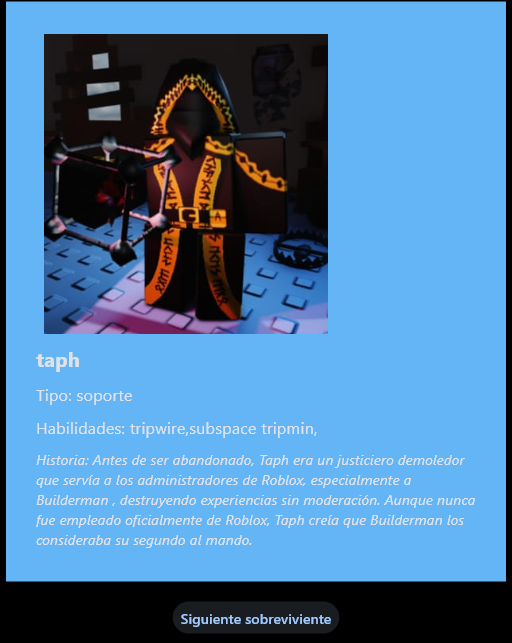 taph
Tipo: soporte
Habilidades: tripwire,subspace tripmin,
Historia: Antes de ser abandonado, Taph era un justiciero demoledor
que servía a los administradores de Roblox, especialmente a
Builderman , destruyendo experiencias sin moderación. Aunque nunca
fue empleado oficialmente de Roblox, Taph creía que Builderman los
consideraba su segundo al mando.
Siguiente sobreviviente